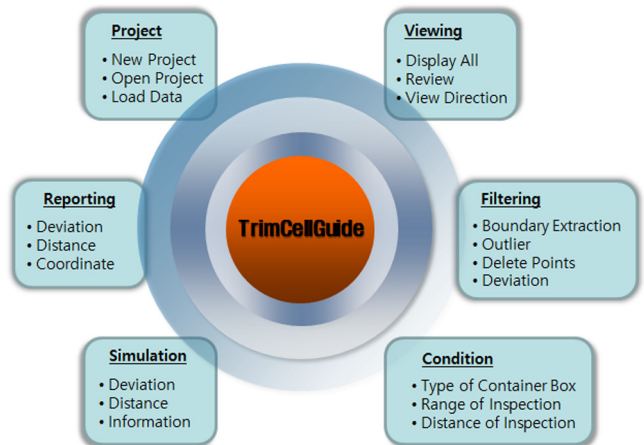 Project
• New Project
• Open Project
• Load Data
Viewing
• Display All
• Review
• View Direction
Reporting
• Deviation
• Distance
• Coordinate
TrimCellGuide
Filtering
• Boundary Extraction
• Outlier
• Delete Points
• Deviation
Simulation
• Deviation
• Distance
• Information
Condition
• Type of Container Box
• Range of Inspection
• Distance of Inspection